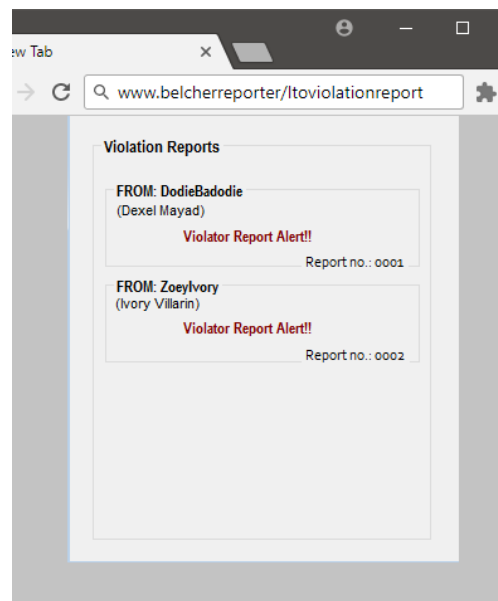 ew Tab
www.belcherreporter/ltoviolationreport
Violation Reports
FROM: DodieBadodie
(Dexel Mayad)
Violator Report Alert!!
Report no.: 0001
FROM: ZoeyIvory
(Ivory Villarin)
Violator Report Alert!!
Report no.: 0002